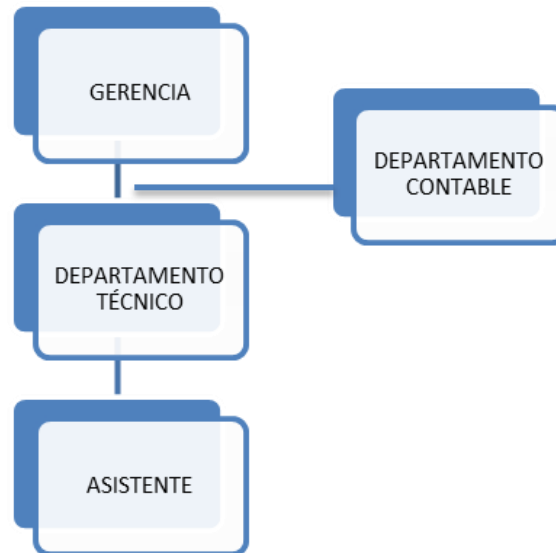 GERENCIA
DEPARTAMENTO
CONTABLE
DEPARTAMENTO
TÉCNICO
ASISTENTE